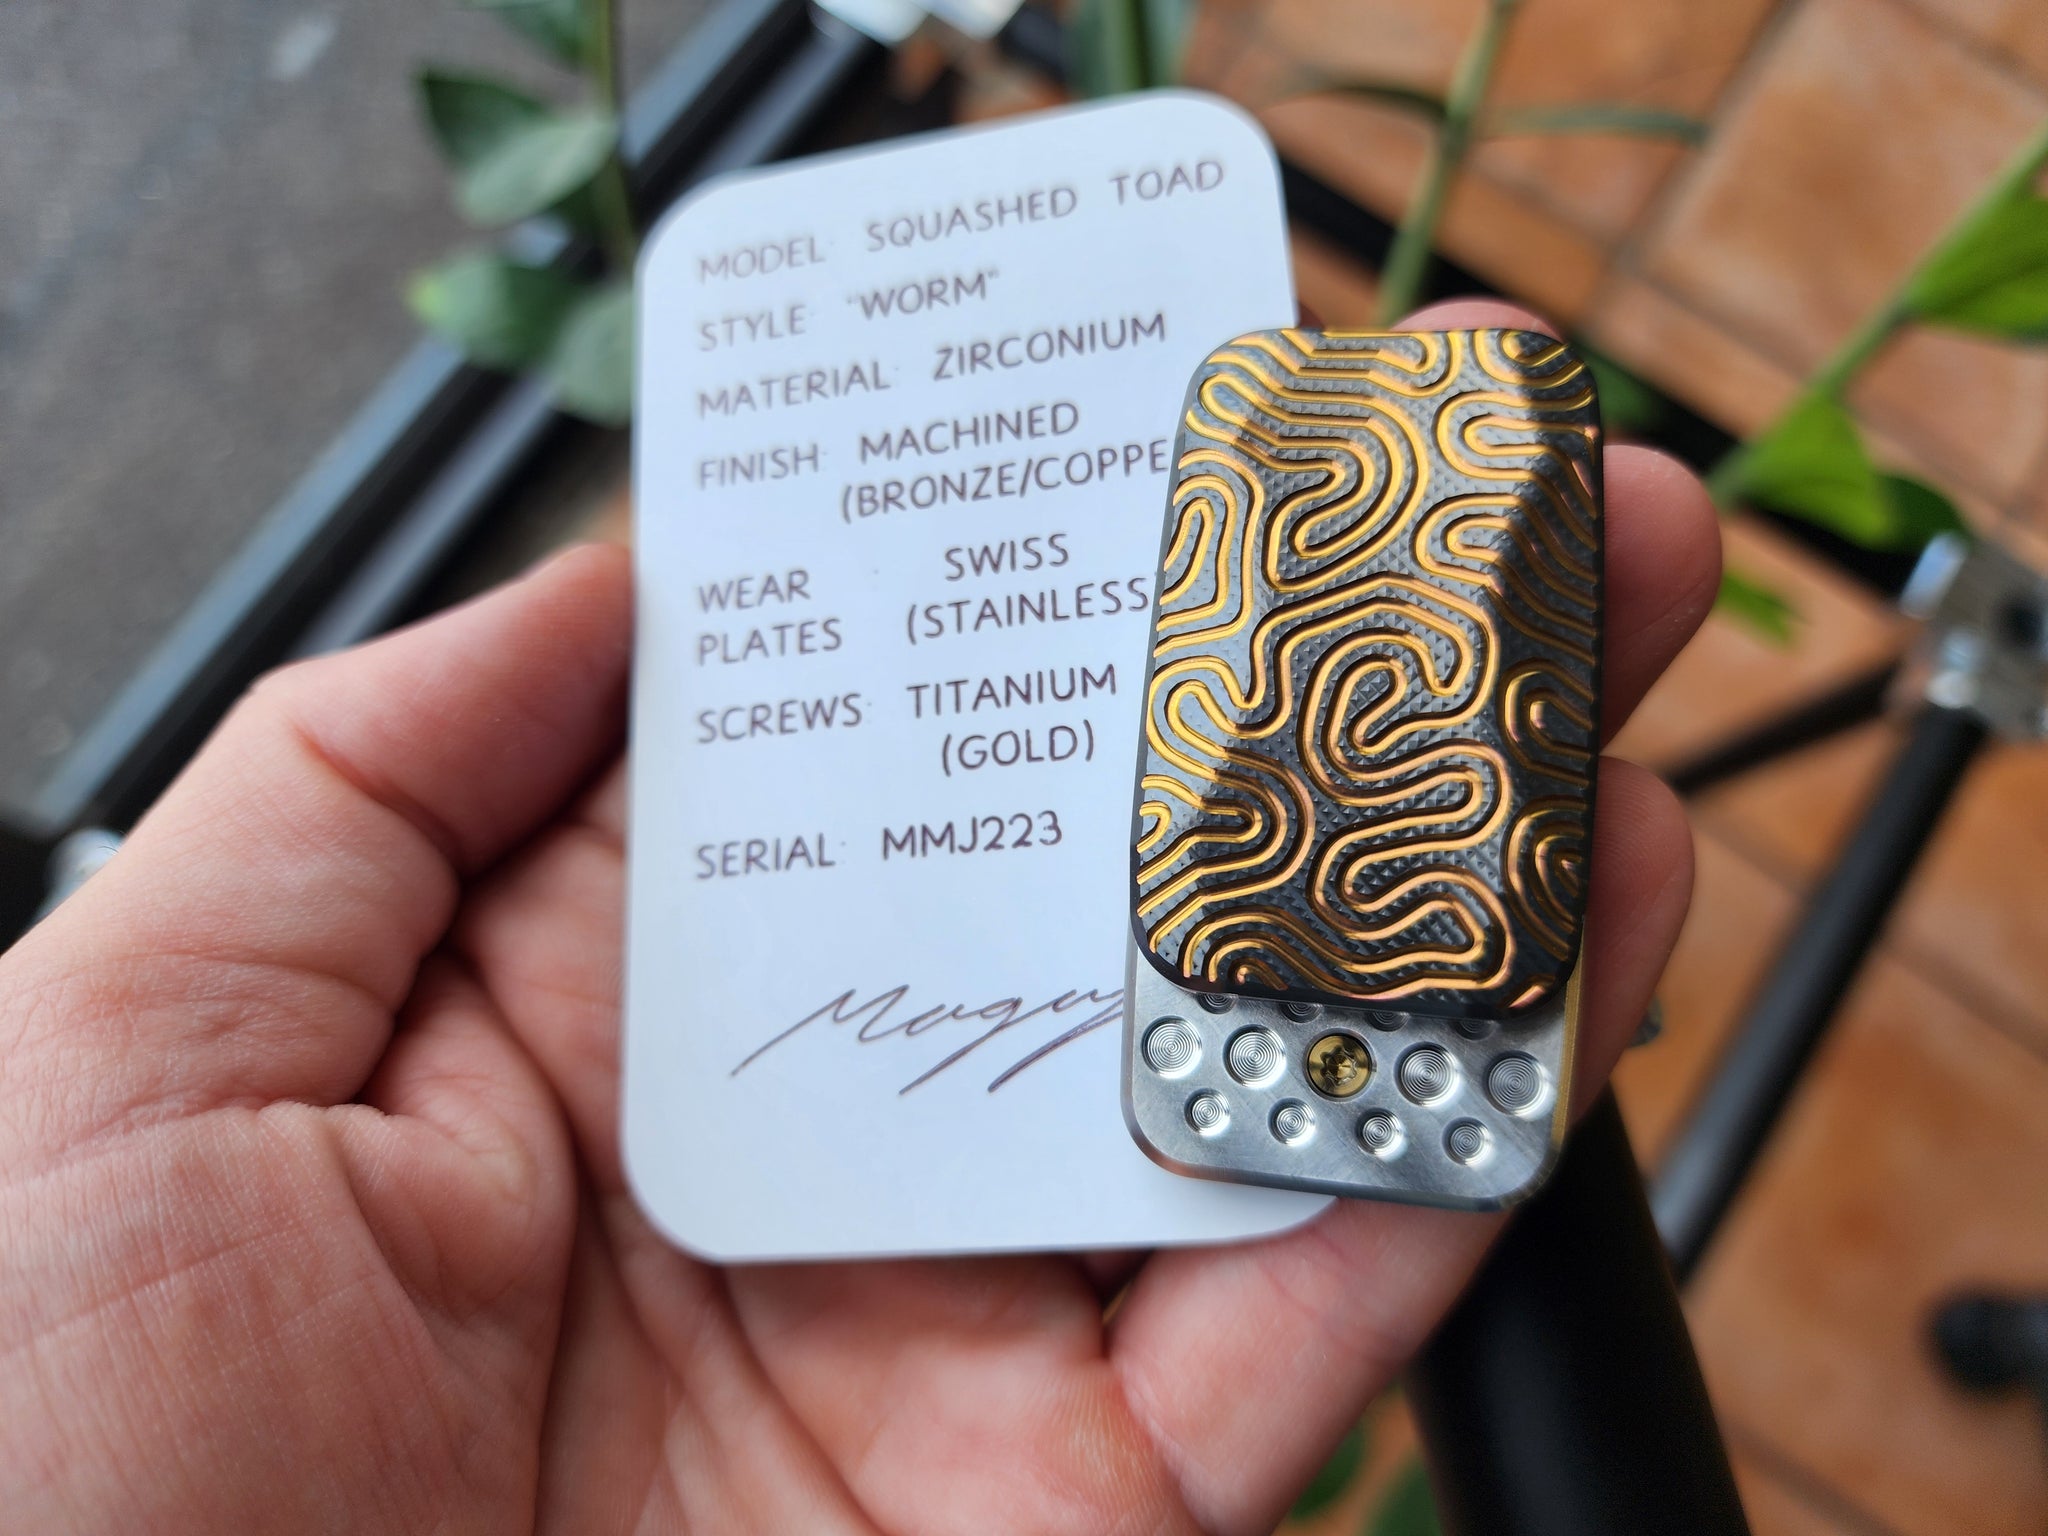 MODEL: SQUASHED TOAD
STYLE: "WORM"
MATERIAL: ZIRCONIUM
FINISH: MACHINED
(BRONZE/COPPE
WEAR : SWISS
PLATES (STAINLESS
SCREWS: TITANIUM
(GOLD)
SERIAL: MMJ223